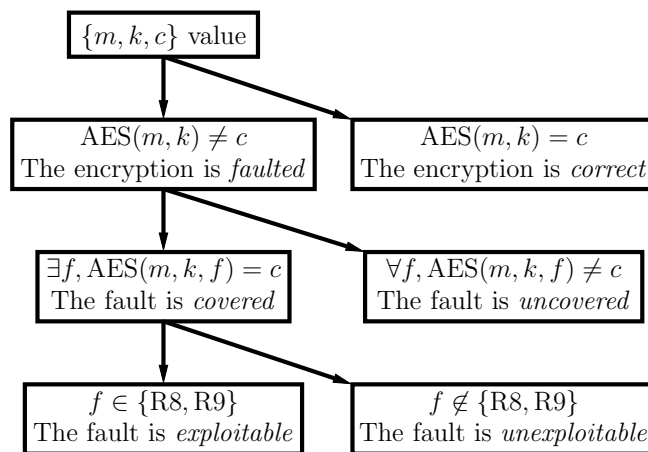 {m, k, c} value
AES(m, k) ≠ c
The encryption is faulted
AES(m, k) = c
The encryption is correct
∃f, AES(m, k, f) = c
The fault is covered
∀f, AES(m, k, f) ≠ c
The fault is uncovered
f ∈ {R8, R9}
The fault is exploitable
f ∉ {R8, R9}
The fault is unexploitable